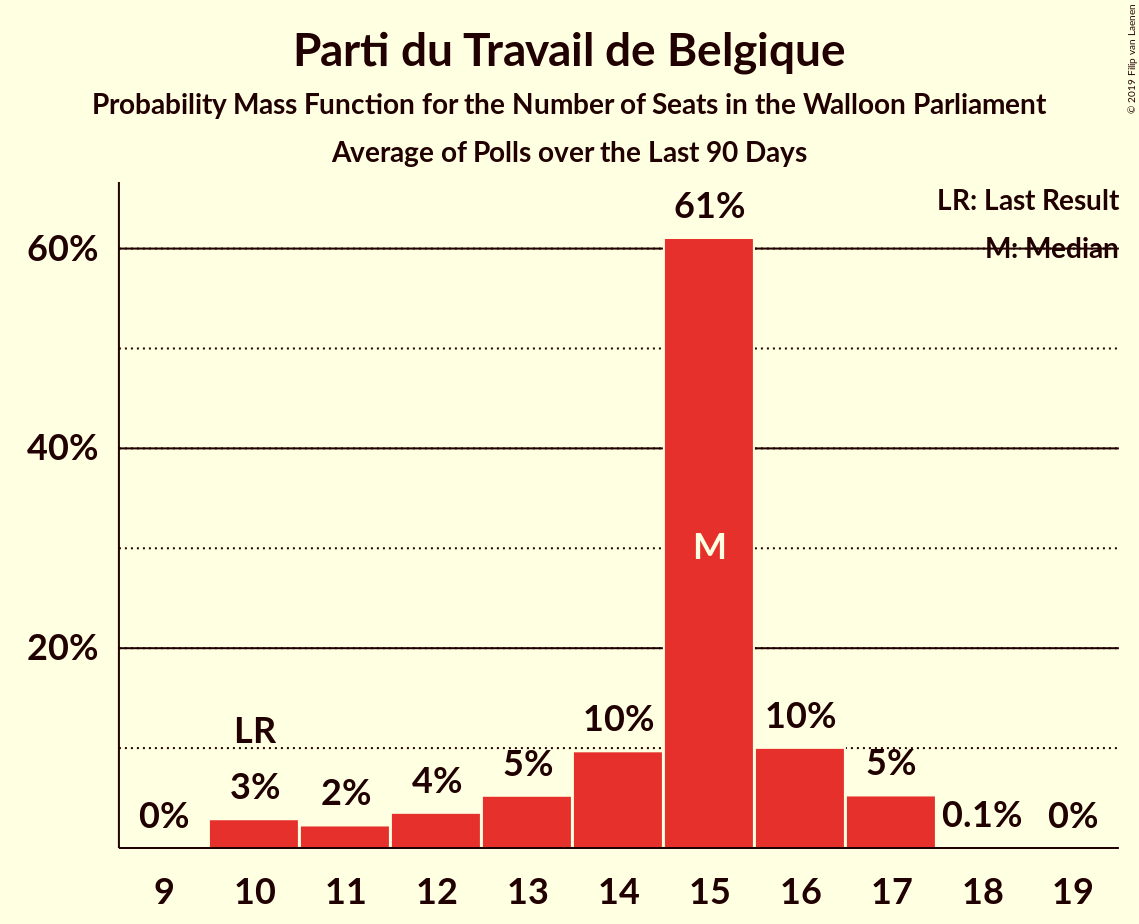 Parti du Travail de Belgique
Probability Mass Function for the Number of Seats in the Walloon Parliament
Average of Polls over the Last 90 Days
© 2019 Filip van Laenen
LR: Last Result
M: Median
60%
40%
20%
61%
M
LR
0%
3%
2%
4%
5%
10%
10%
5%
0.1%
0%
9 10 11 12 13 14 15 16 17 18 19